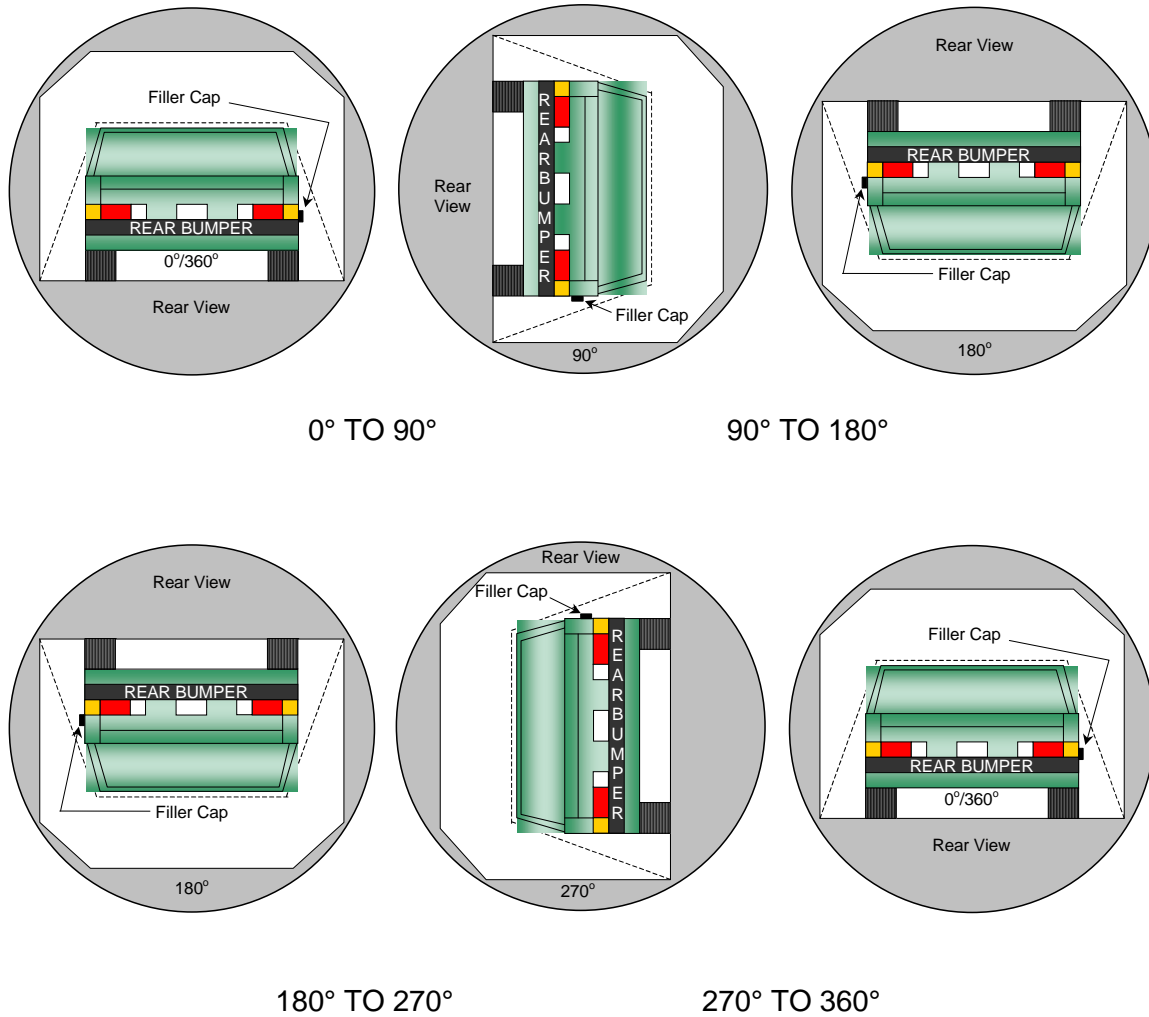 Filler Cap
REAR BUMPER
0°/360°
Rear View
Rear
View
REARBUMPER
Filler Cap
90°
Rear View
REAR BUMPER
Filler Cap
180°
0° TO 90°
90° TO 180°
Rear View
REAR BUMPER
Filler Cap
180°
Rear View
Filler Cap
REARBUMPER
270°
Filler Cap
REAR BUMPER
0°/360°
Rear View
180° TO 270°
270° TO 360°